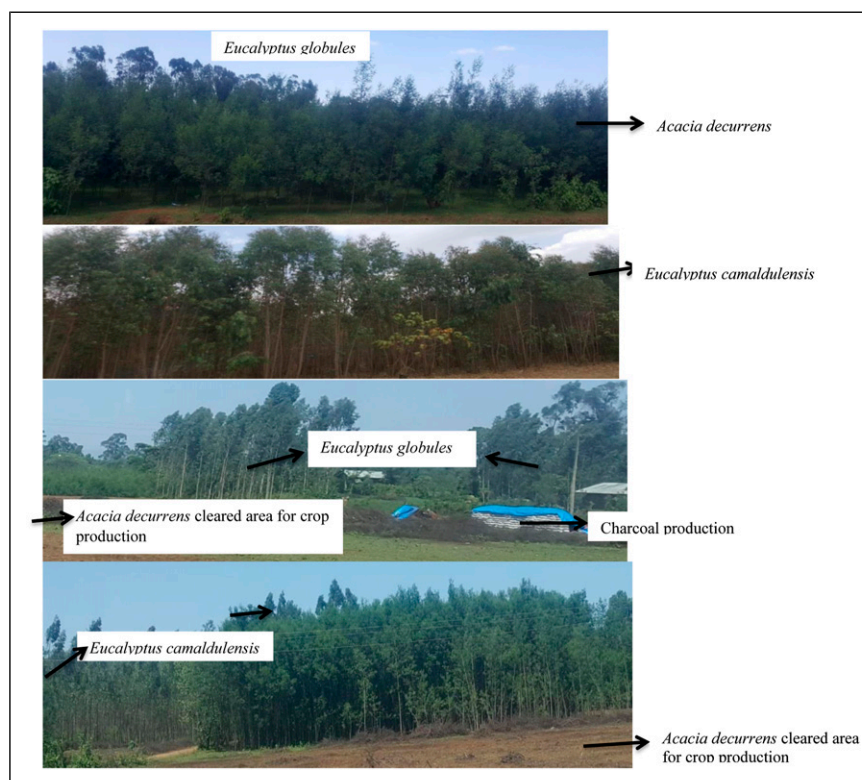 Eucalyptus globules
Acacia decurrens
Eucalyptus camaldulensis
Eucalyptus globules
Acacia decurrens cleared area for crop
production
Charcoal production
Eucalyptus camaldulensis
Acacia decurrens cleared area
for crop production